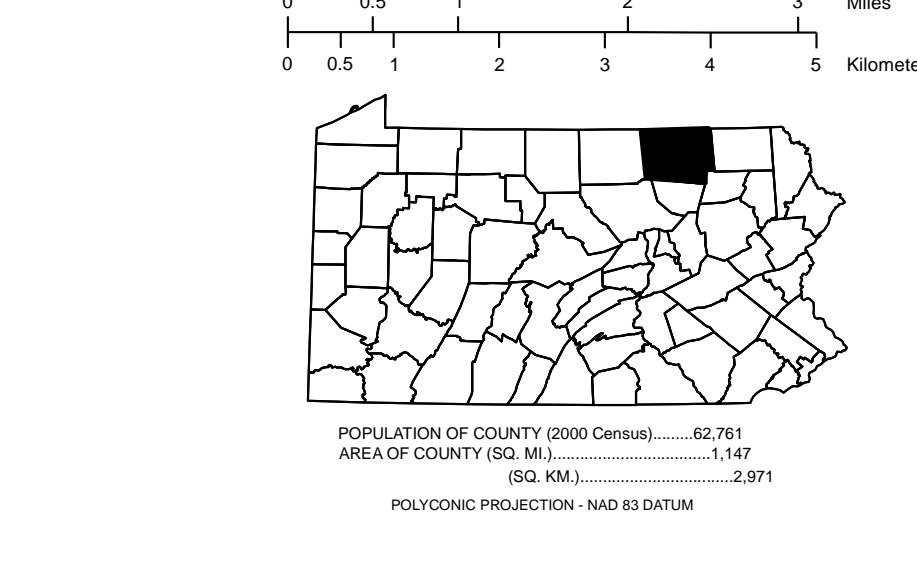 0 0.5 1 2 3 Miles
0 0.5 1 2 3 4 5 Kilomete
POPULATION OF COUNTY (2000 Census).........62,761
AREA OF COUNTY (SQ. MI.)...................................1,147
(SQ. KM.)..................................2,971
POLYCONIC PROJECTION - NAD 83 DATUM